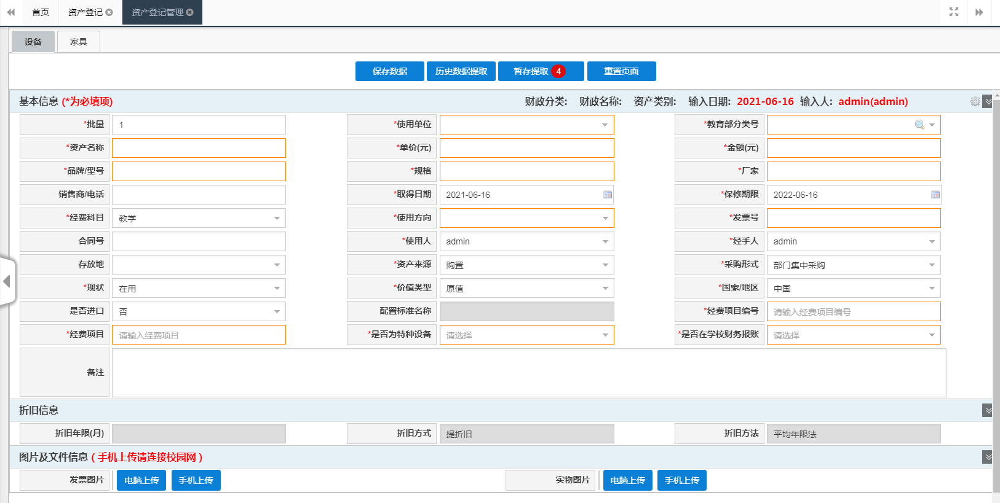 首页 资产登记 资产登记管理
设备 家具
保存数据 历史数据提取 暂存提取 4 重置页面
基本信息 (*为必填项) 财政分类: 财政名称: 资产类别: 输入日期: 2021-06-16 输入人: admin(admin)
*批量 1 *使用单位 *教育部分类号
*资产名称 *单价(元) *金额(元)
*品牌/型号 *规格 *厂家
销售商/电话 *取得日期 2021-06-16 *保修期限 2022-06-16
*经费科目 教学 *使用方向 *发票号
合同号 *使用人 admin *经手人 admin
存放地 *资产来源 购置 *采购形式 部门集中采购
*现状 在用 *价值类型 原值 *国家/地区 中国
是否进口 否 配置标准名称 *经费项目编号 请输入经费项目编号
*经费项目 请输入经费项目 *是否为特种设备 请选择 *是否在学校财务报账 请选择
备注
折旧信息
折旧年限(月) 折旧方式 提折旧 折旧方法 平均年限法
图片及文件信息 ( 手机上传请连接校园网 )
发票图片 电脑上传 手机上传 实物图片 电脑上传 手机上传